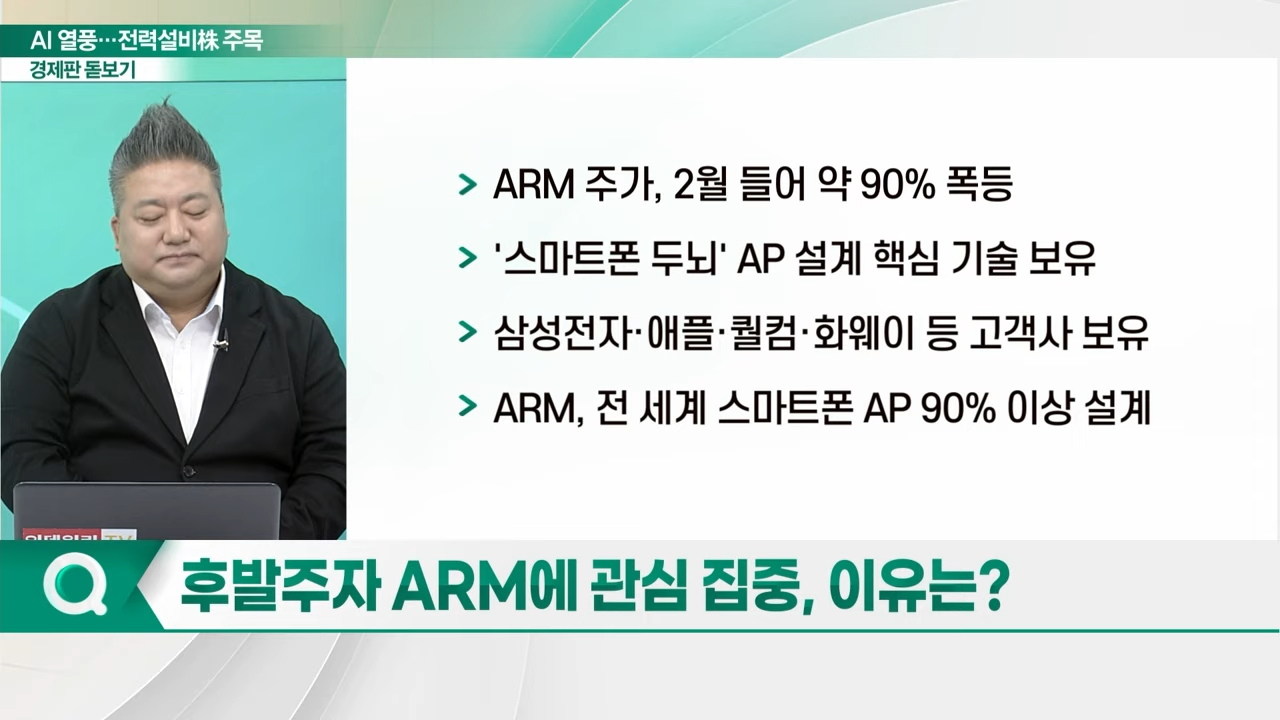 AI 열풍…전력설비株 주목
경제판 돋보기
> ARM 주가, 2월 들어 약 90% 폭등
> '스마트폰 두뇌' AP 설계 핵심 기술 보유
> 삼성전자·애플·퀄컴·화웨이 등 고객사 보유
> ARM, 전 세계 스마트폰 AP 90% 이상 설계
후발주자 ARM에 관심 집중, 이유는?